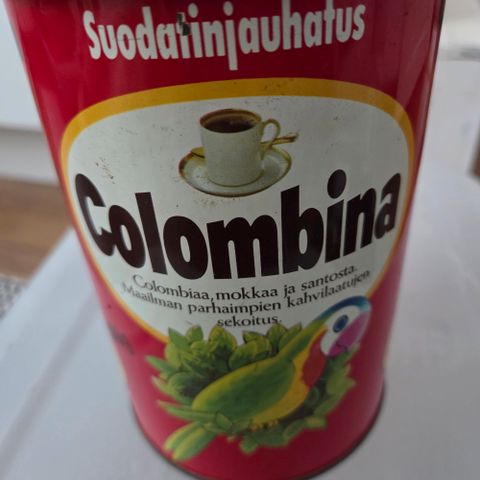 Suodatinjauhatus
Colombina
Colombiaa, mokkaa ja santosta.
Maailman parhaimpien kahvilaatujen
sekoitus.